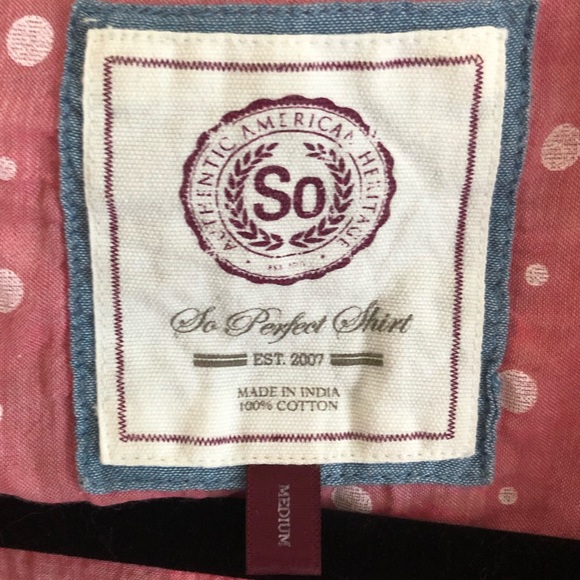 AUTHENTIC AMERICAN HERITAGE
So
So Perfect Shirt
EST. 2007
MADE IN INDIA
100% COTTON
MEDIUM